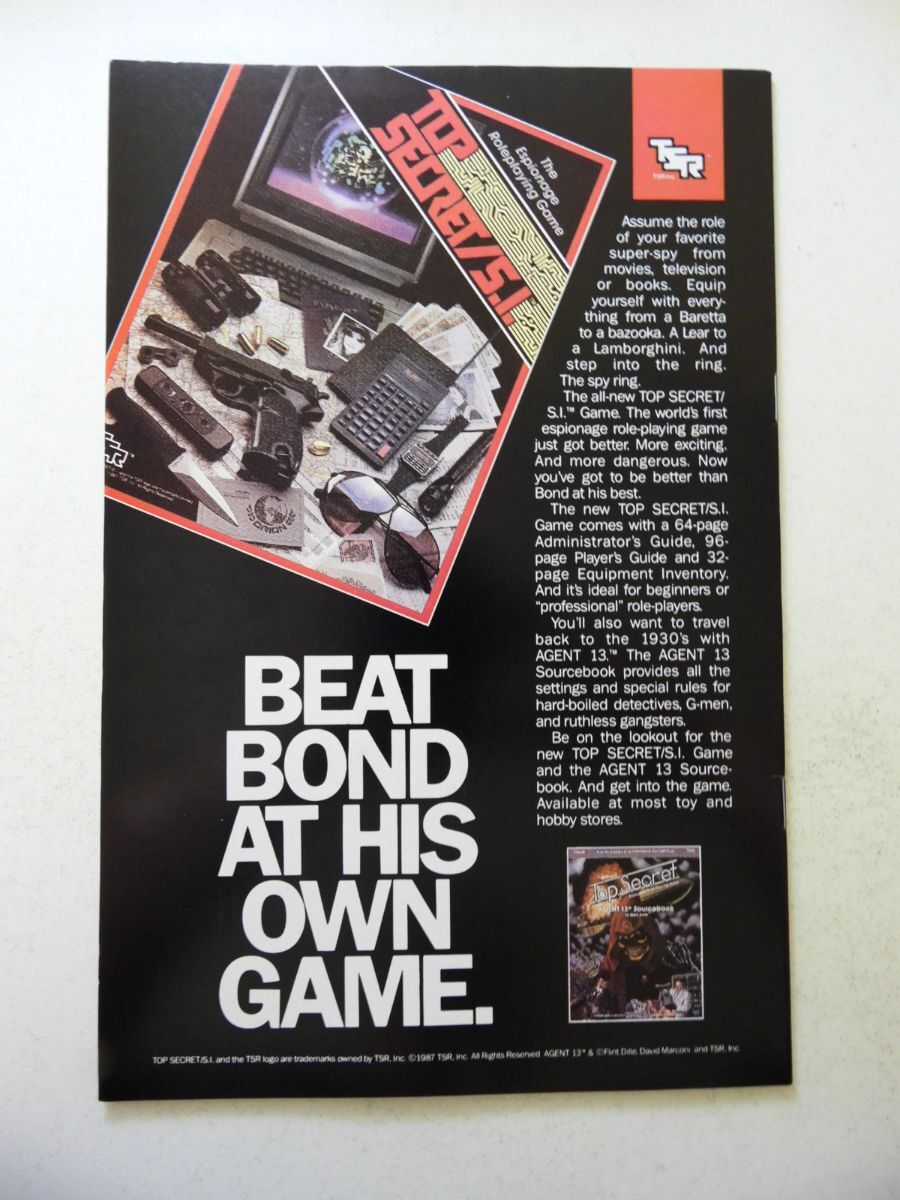 TOP
SECRET/S.I.
The
Espionage
Roleplaying Game
TSR
TSR, Inc.
PASSPORT
ORION
TSR
Assume the role
of your favorite
super-spy from
movies, television
or books. Equip
yourself with every-
thing from a Baretta
to a bazooka. A Lear to
a Lamborghini. And
step into the ring.
The spy ring.
The all-new TOP SECRET/
S.I.™ Game. The world's first
espionage role-playing game
just got better. More exciting.
And more dangerous. Now
you've got to be better than
Bond at his best.
The new TOP SECRET/S.I.
Game comes with a 64-page
Administrator's Guide, 96-
page Player's Guide and 32-
page Equipment Inventory.
And it's ideal for beginners or
"professional" role-players.
You'll also want to travel
back to the 1930's with
AGENT 13.™ The AGENT 13
Sourcebook provides all the
settings and special rules for
hard-boiled detectives, G-men,
and ruthless gangsters.
Be on the lookout for the
new TOP SECRET/S.I. Game
and the AGENT 13 Source-
book. And get into the game.
Available at most toy and
hobby stores.
BEAT
BOND
AT HIS
OWN
GAME.
Top Secret
AGENT 13™ Sourcebook
TOP SECRET/S.I. and the TSR logo are trademarks owned by TSR, Inc. ©1987 TSR, Inc. All Rights Reserved. AGENT 13™ & ©Flint Dille, David Marconi and TSR, Inc.